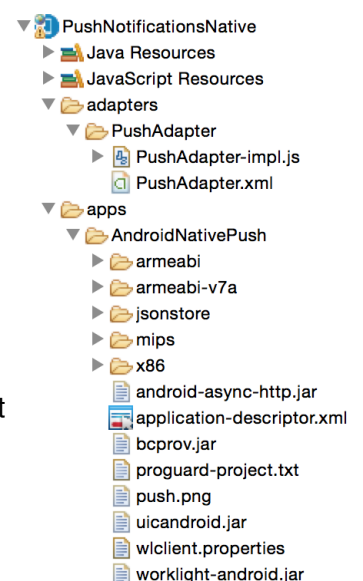 PushNotificationsNative
Java Resources
JavaScript Resources
adapters
PushAdapter
PushAdapter-impl.js
PushAdapter.xml
apps
AndroidNativePush
armeabi
armeabi-v7a
jsonstore
mips
x86
android-async-http.jar
t
application-descriptor.xml
bcprov.jar
proguard-project.txt
push.png
uicandroid.jar
wlclient.properties
worklight-android.jar